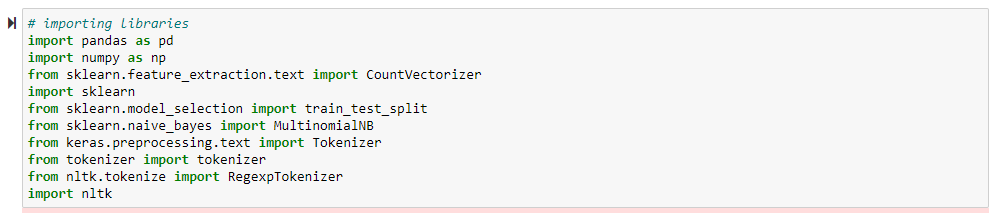 # importing libraries
import pandas as pd
import numpy as np
from sklearn.feature_extraction.text import CountVectorizer
import sklearn
from sklearn.model_selection import train_test_split
from sklearn.naive_bayes import MultinomialNB
from keras.preprocessing.text import Tokenizer
from tokenizer import tokenizer
from nltk.tokenize import RegexpTokenizer
import nltk